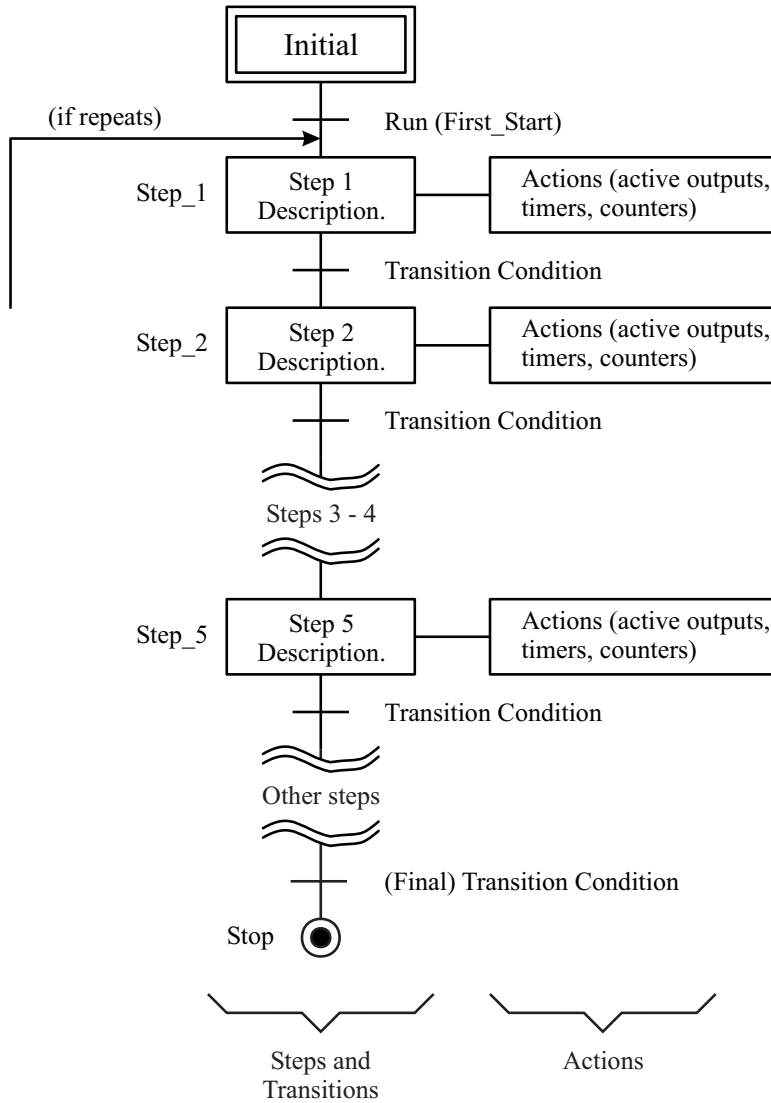 Initial
(if repeats)
Run (First_Start)
Step_1
Step 1
Description.
Actions (active outputs,
timers, counters)
Transition Condition
Step_2
Step 2
Description.
Actions (active outputs,
timers, counters)
Transition Condition
Steps 3 - 4
Step_5
Step 5
Description.
Actions (active outputs,
timers, counters)
Transition Condition
Other steps
(Final) Transition Condition
Stop
Steps and
Transitions
Actions